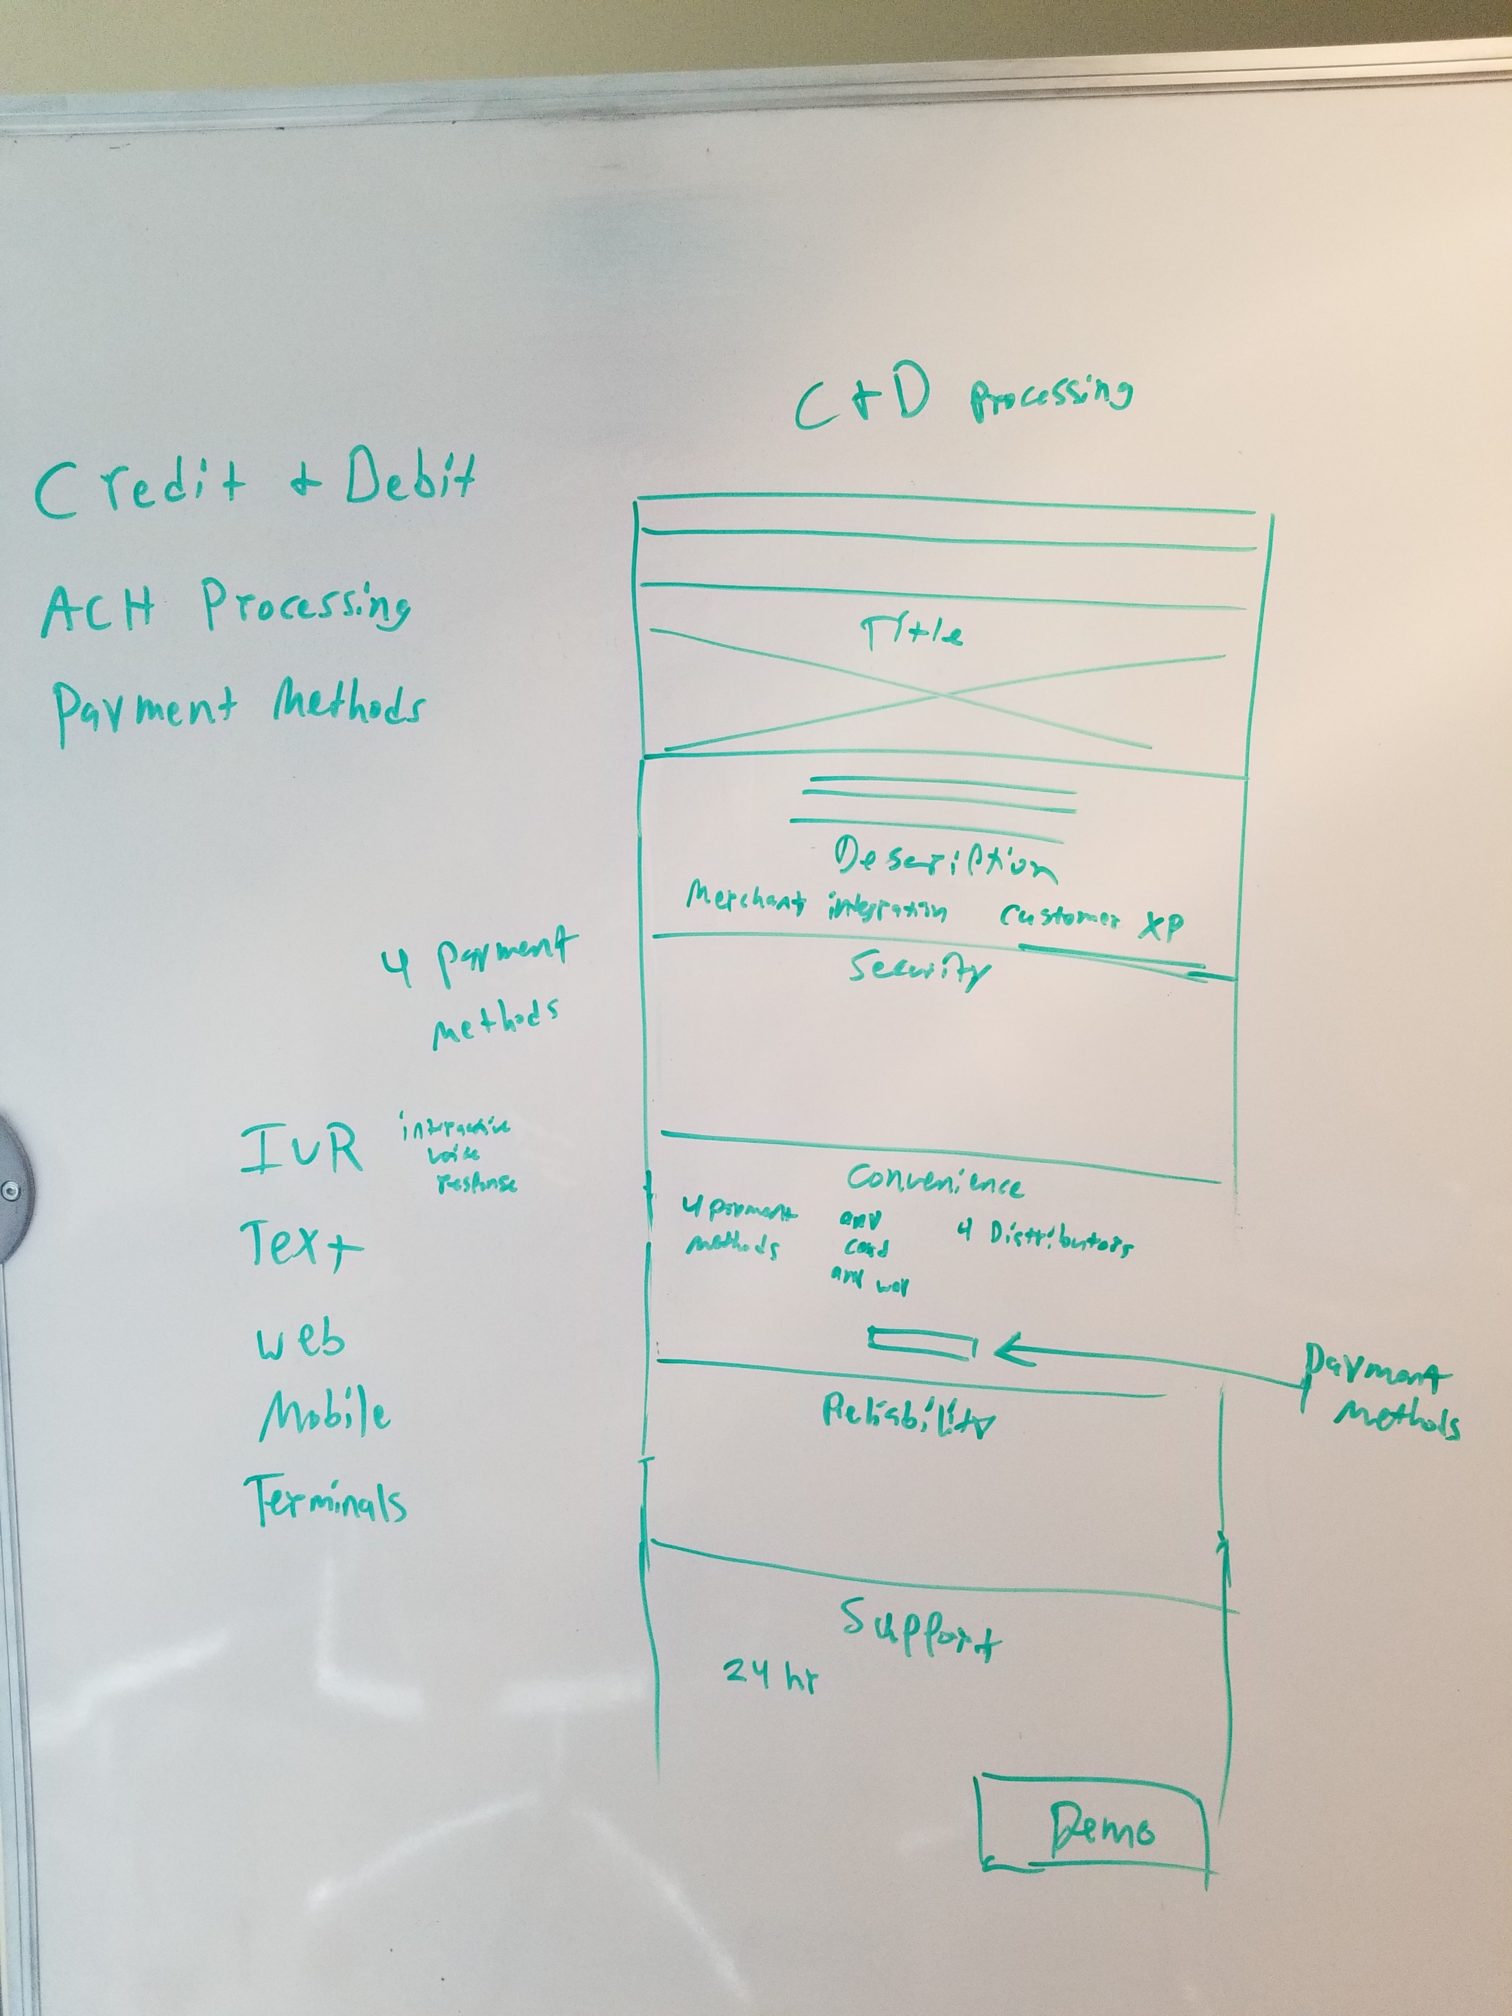 C + D Processing
Credit + Debit
ACH Processing
Payment Methods
Title
Description
Merchant integration Customer XP
Security
4 payment
methods
IVR
interactive
voice
response
Text
web
Mobile
Terminals
Convenience
4 payment
methods
any
card
any way
4 Distributors
Payment
Methods
Reliability
Support
24 hr
Demo